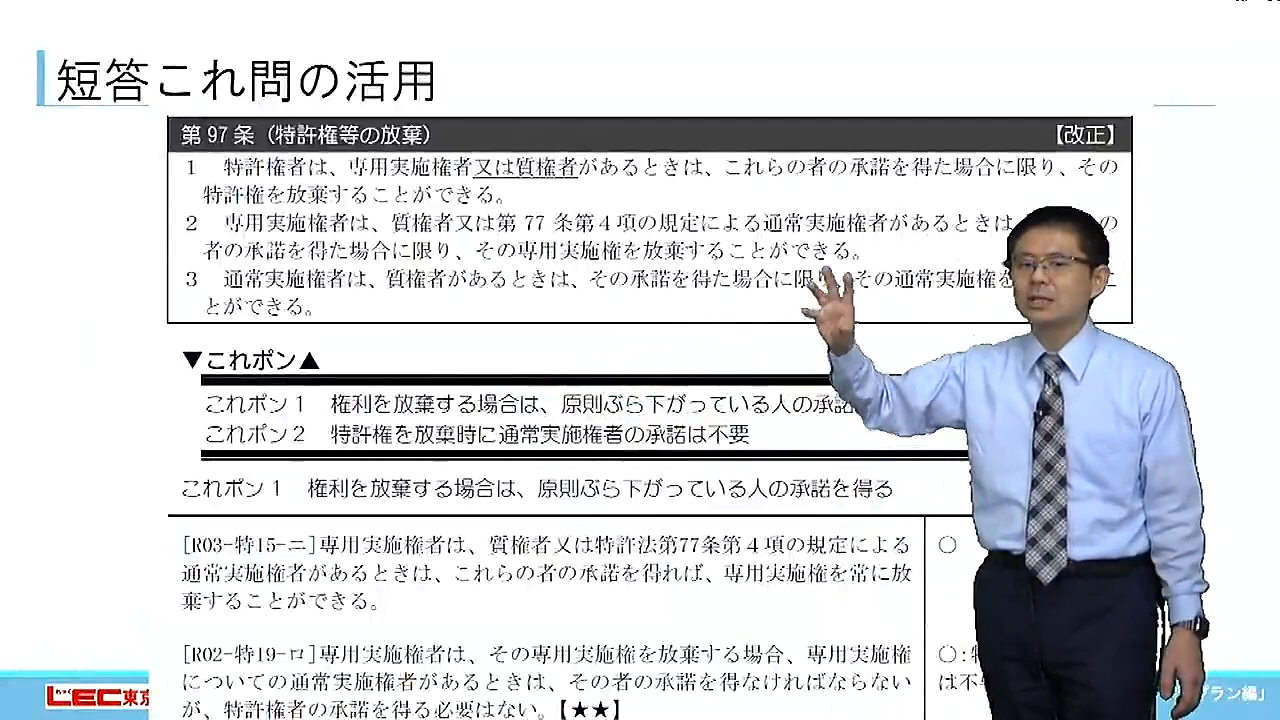 短答これ問の活用
第 97 条（特許権等の放棄） 【改正】
1 特許権者は、専用実施権者又は質権者があるときは、これらの者の承諾を得た場合に限り、その
特許権を放棄することができる。
2 専用実施権者は、質権者又は第 77 条第４項の規定による通常実施権者があるときは の
者の承諾を得た場合に限り、その専用実施権を放棄することができる。
3 通常実施権者は、質権者があるときは、その承諾を得た場合に限り、その通常実施権を
とができる。
▼これポン▲
これポン１ 権利を放棄する場合は、原則ぶら下がっている人の承諾
これポン２ 特許権を放棄時に通常実施権者の承諾は不要
これポン１ 権利を放棄する場合は、原則ぶら下がっている人の承諾を得る
[R03-特15-ニ]専用実施権者は、質権者又は特許法第77条第４項の規定による ○
通常実施権者があるときは、これらの者の承諾を得れば、専用実施権を常に放
棄することができる。
[R02-特19-ロ]専用実施権者は、その専用実施権を放棄する場合、専用実施権 ○:
についての通常実施権者があるときは、その者の承諾を得なければならない は不
が、特許権者の承諾を得る必要はない。【★★】
LEC東京
プラン編」